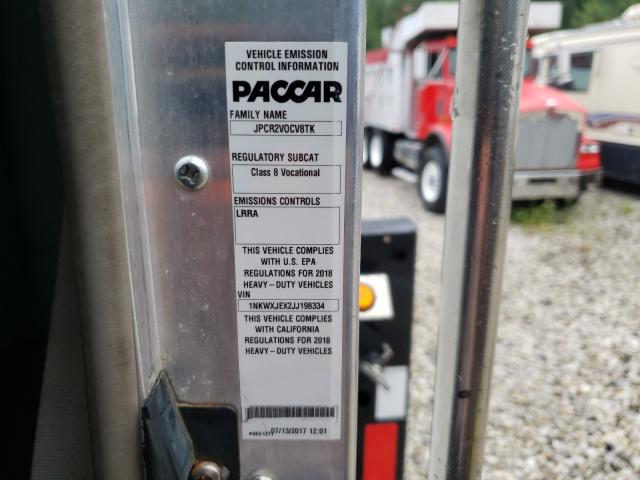 VEHICLE EMISSION
CONTROL INFORMATION
PACCAR
FAMILY NAME
JPCR2VOCV8TK
REGULATORY SUBCAT
Class 8 Vocational
EMISSIONS CONTROLS
LRRA
THIS VEHICLE COMPLIES
WITH U.S. EPA
REGULATIONS FOR 2018
HEAVY-DUTY VEHICLES
VIN
1NKWXJEX2JJ198334
THIS VEHICLE COMPLIES
WITH CALIFORNIA
REGULATIONS FOR 2018
HEAVY-DUTY VEHICLES
07/13/2017 12:01